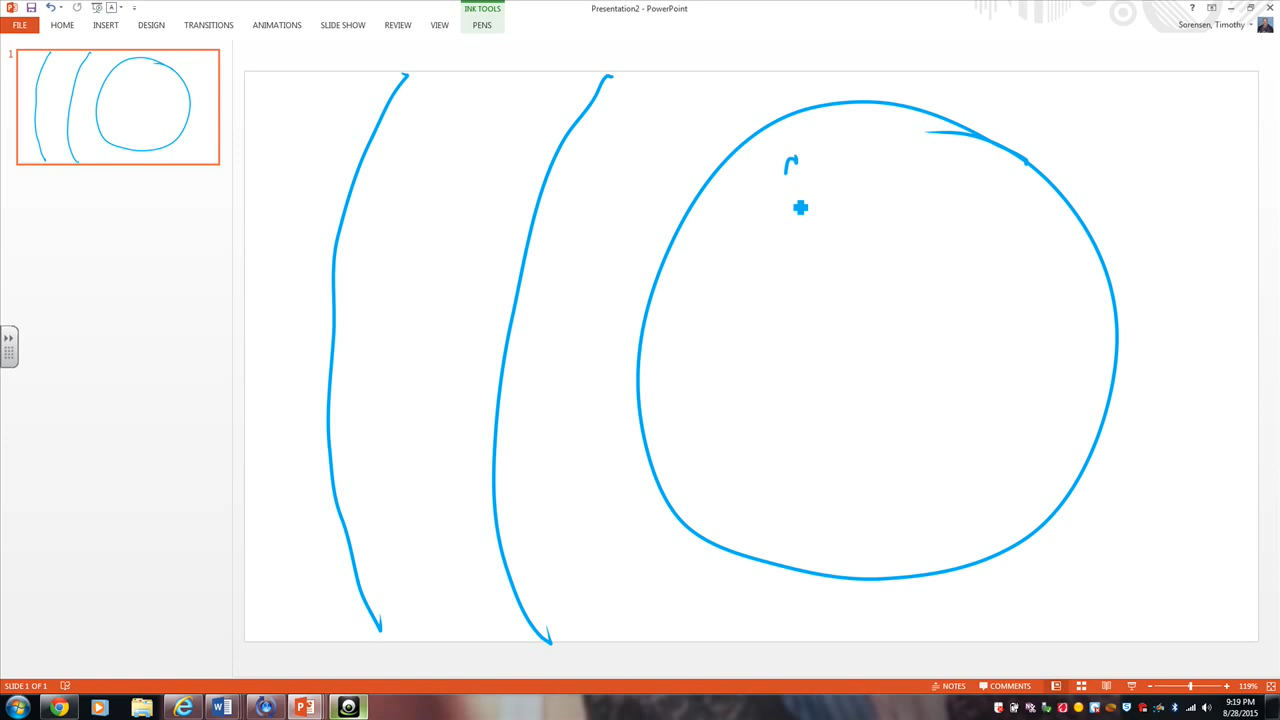 INK TOOLS
Presentation2 - PowerPoint
?
FILE HOME INSERT DESIGN TRANSITIONS ANIMATIONS SLIDE SHOW REVIEW VIEW PENS
Sorensen, Timothy
1
r
SLIDE 1 OF 1
NOTES COMMENTS 119%
9:19 PM
8/28/2015